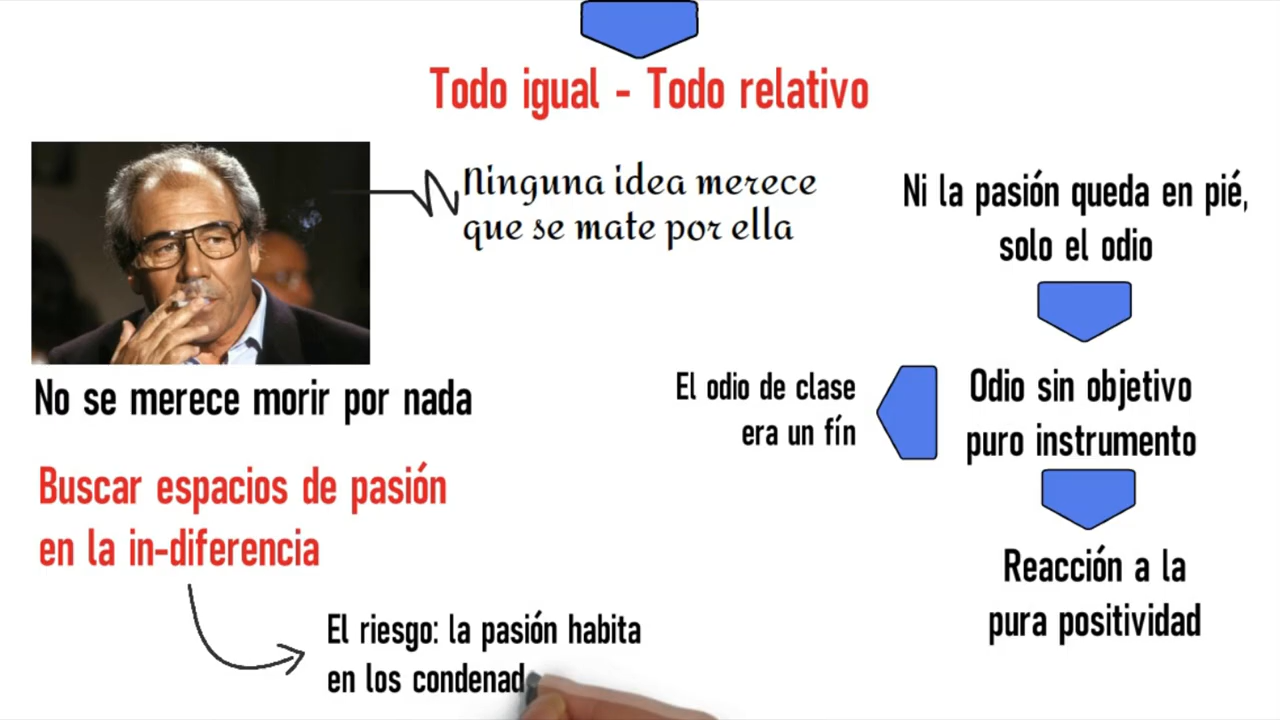 Todo igual - Todo relativo
Ninguna idea merece
que se mate por ella
No se merece morir por nada
Buscar espacios de pasión
en la in-diferencia
El riesgo: la pasión habita
en los condenad
Ni la pasión queda en pié,
solo el odio
Odio sin objetivo
puro instrumento
El odio de clase
era un fín
Reacción a la
pura positividad